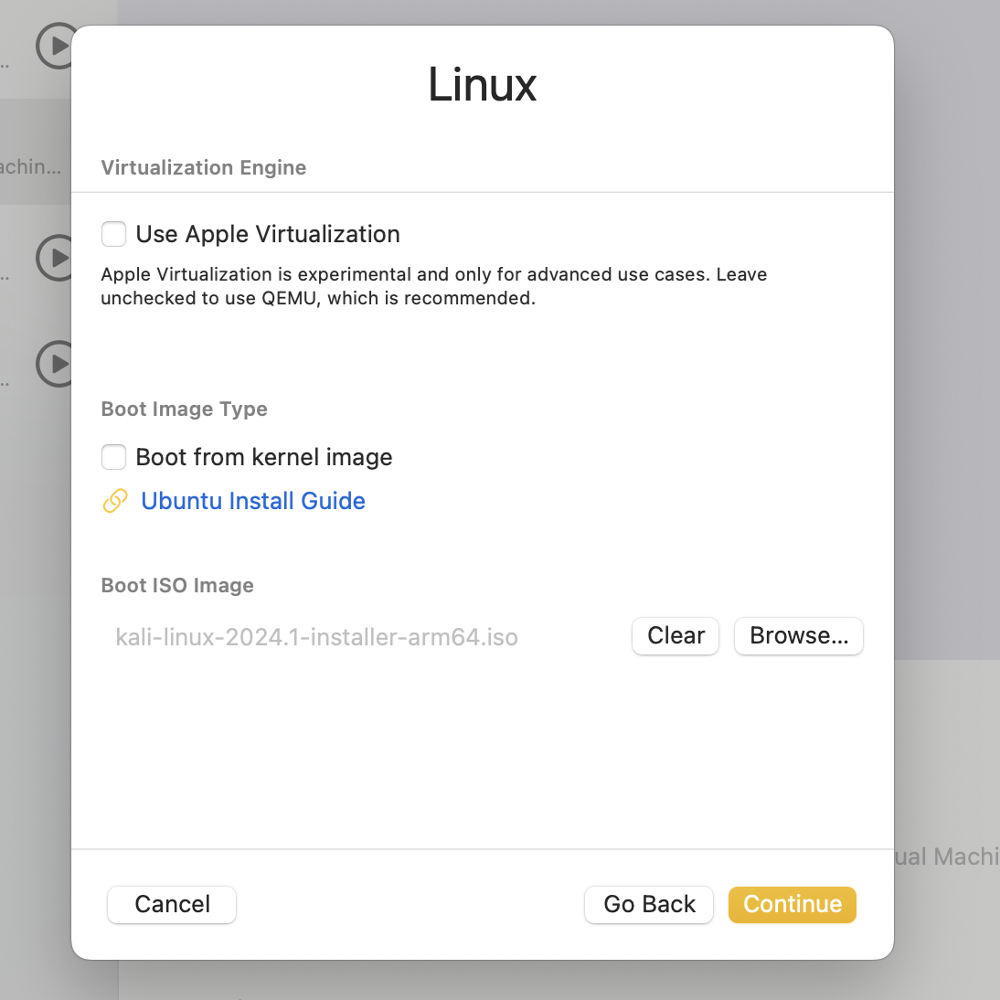 Linux
Virtualization Engine
achin...
Use Apple Virtualization
Apple Virtualization is experimental and only for advanced use cases. Leave
unchecked to use QEMU, which is recommended.
Boot Image Type
Boot from kernel image
Ubuntu Install Guide
Boot ISO Image
kali-linux-2024.1-installer-arm64.iso
Clear
Browse...
ual Machi
Cancel
Go Back
Continue